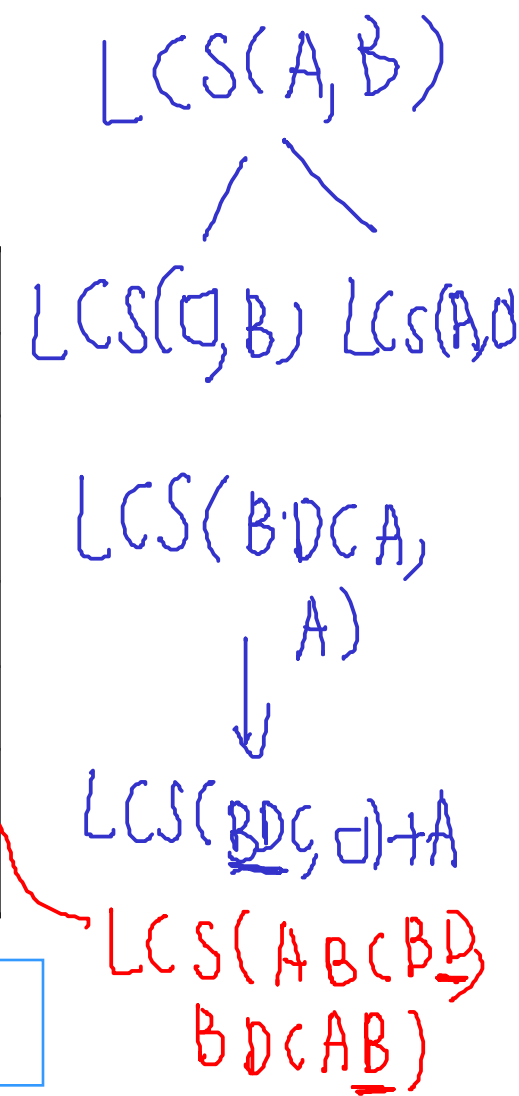 LCS(A,B)
LCS(□,B) LCS(A,□
LCS(BDCA,
A)
LCS(BDC,□)+A
LCS(ABCBD,
BDCAB)